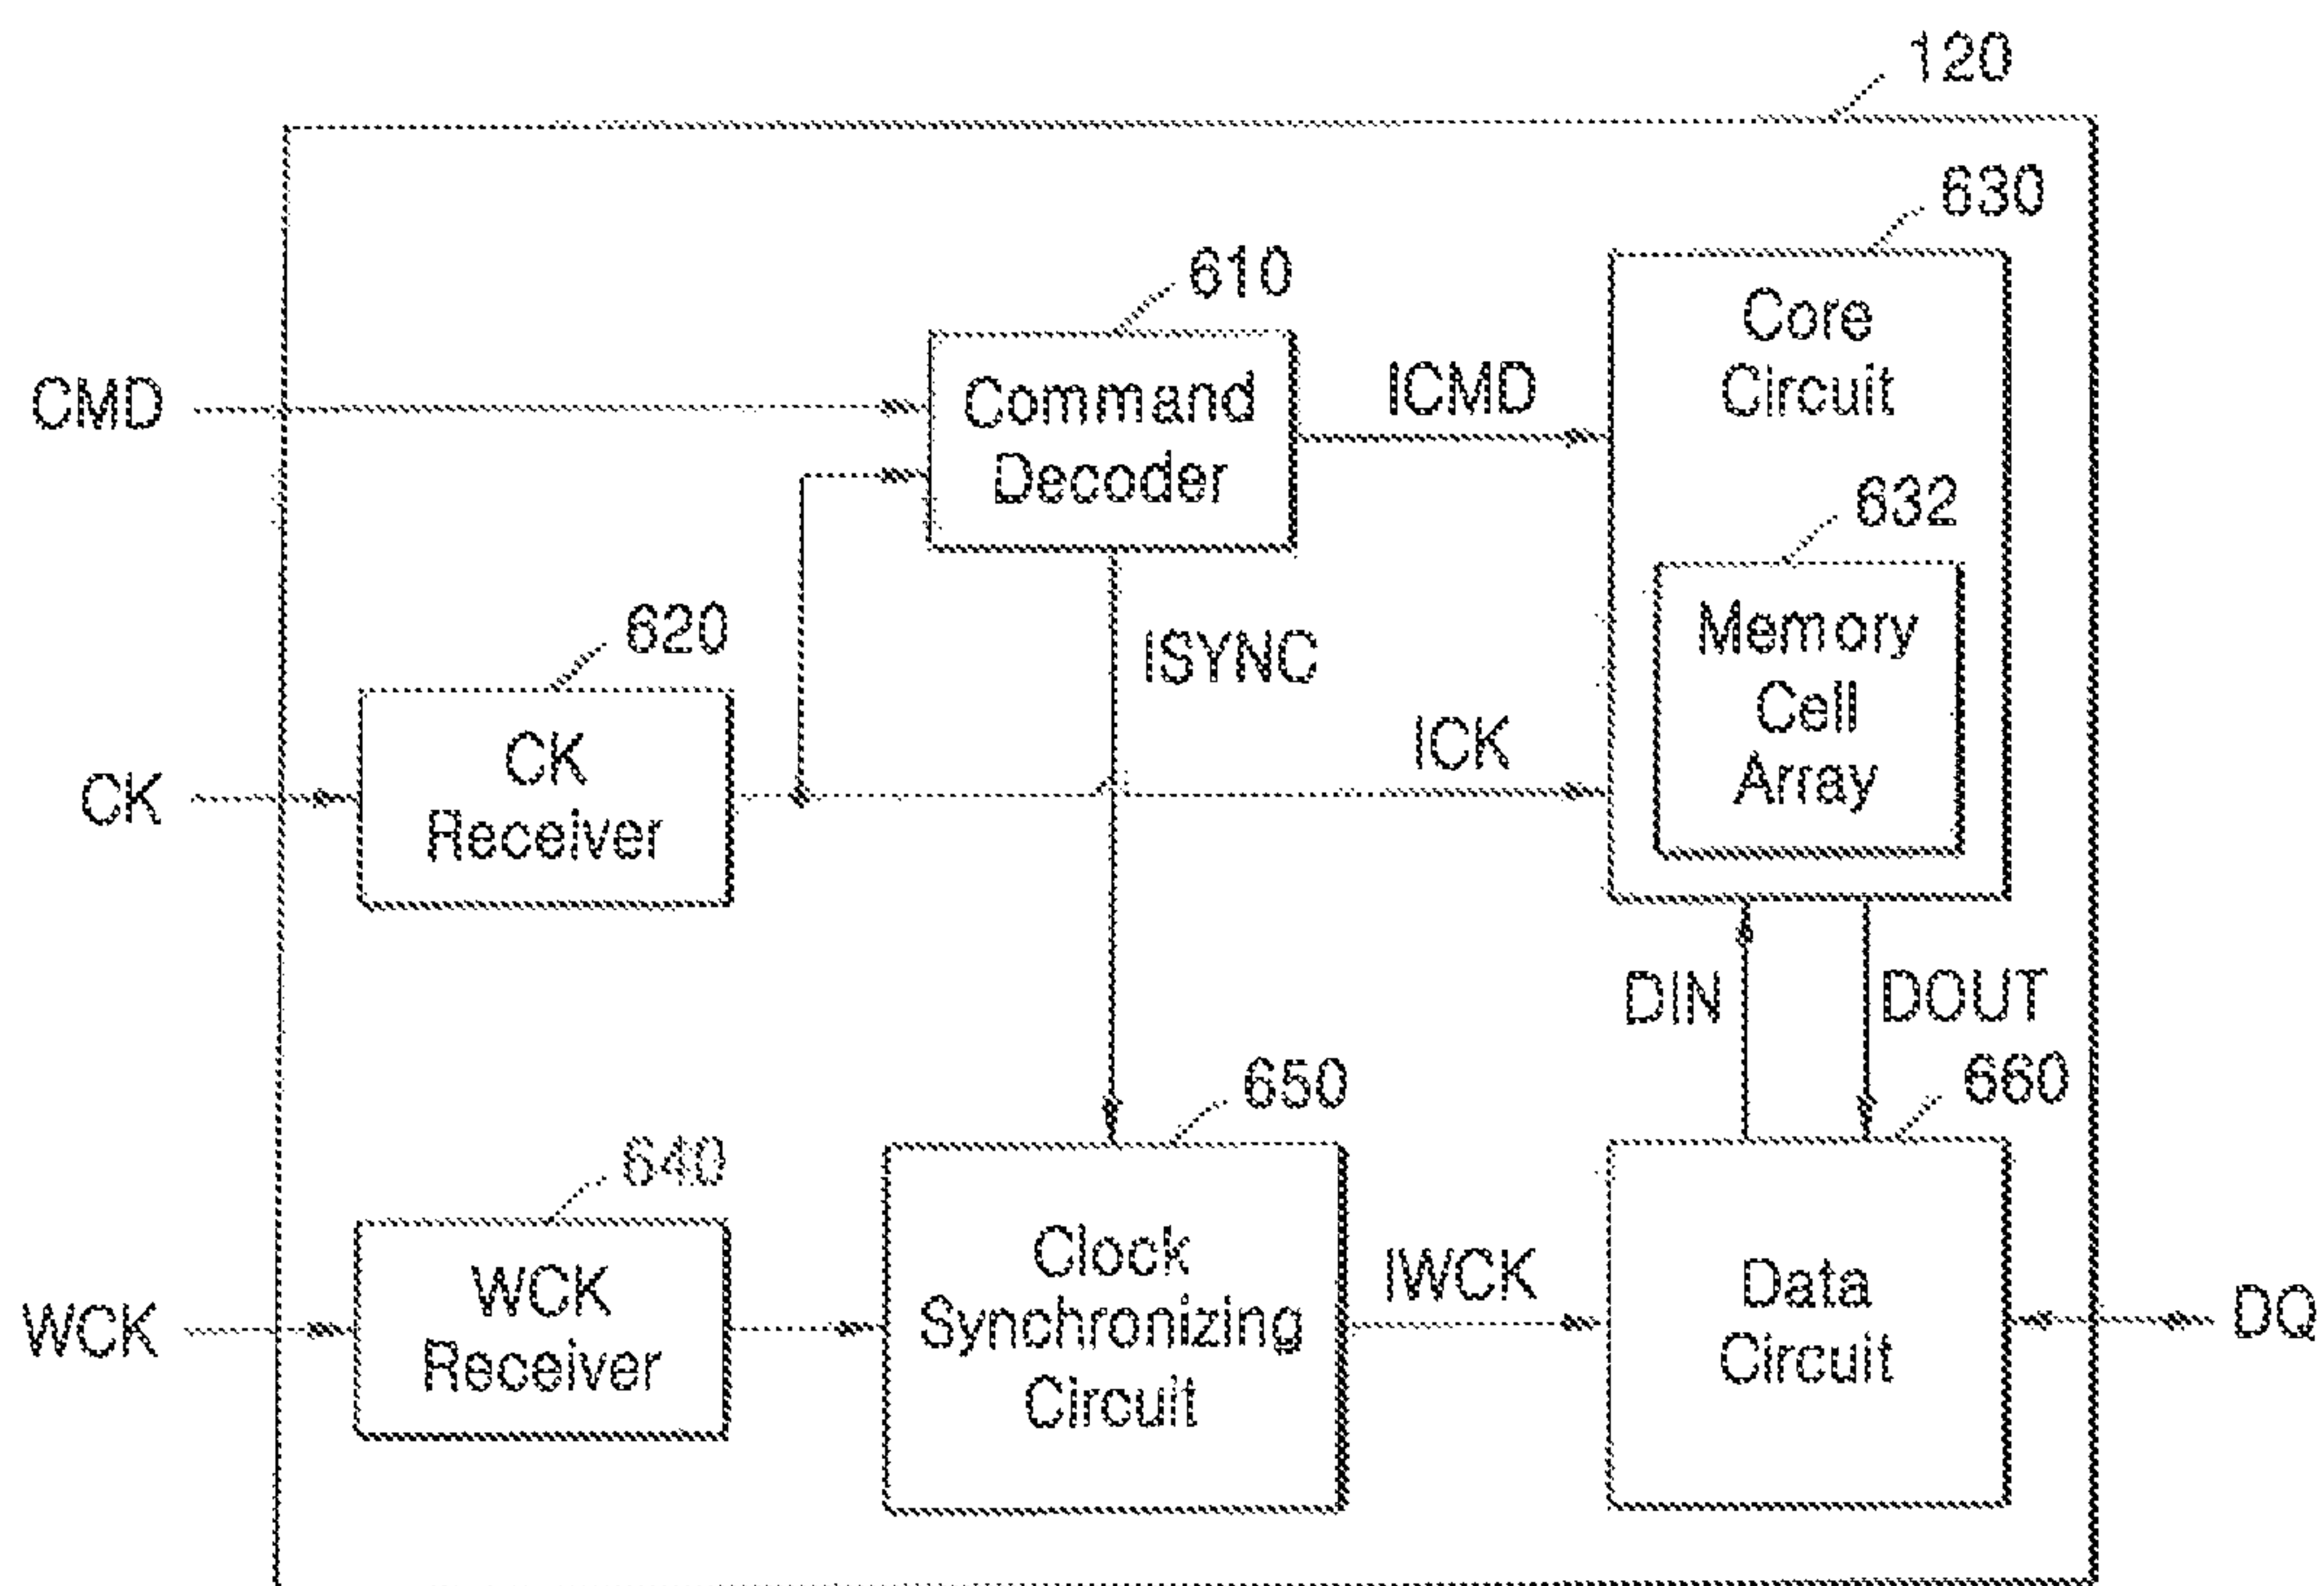 120
630
610
Core
Circuit
CMD
Command
Decoder
ICMD
632
620
ISYNC
Memory
Cell
Array
CK
CK
Receiver
ICK
DIN
DOUT
650
660
640
WCK
WCK
Receiver
Clock
Synchronizing
Circuit
IWCK
Data
Circuit
DQ